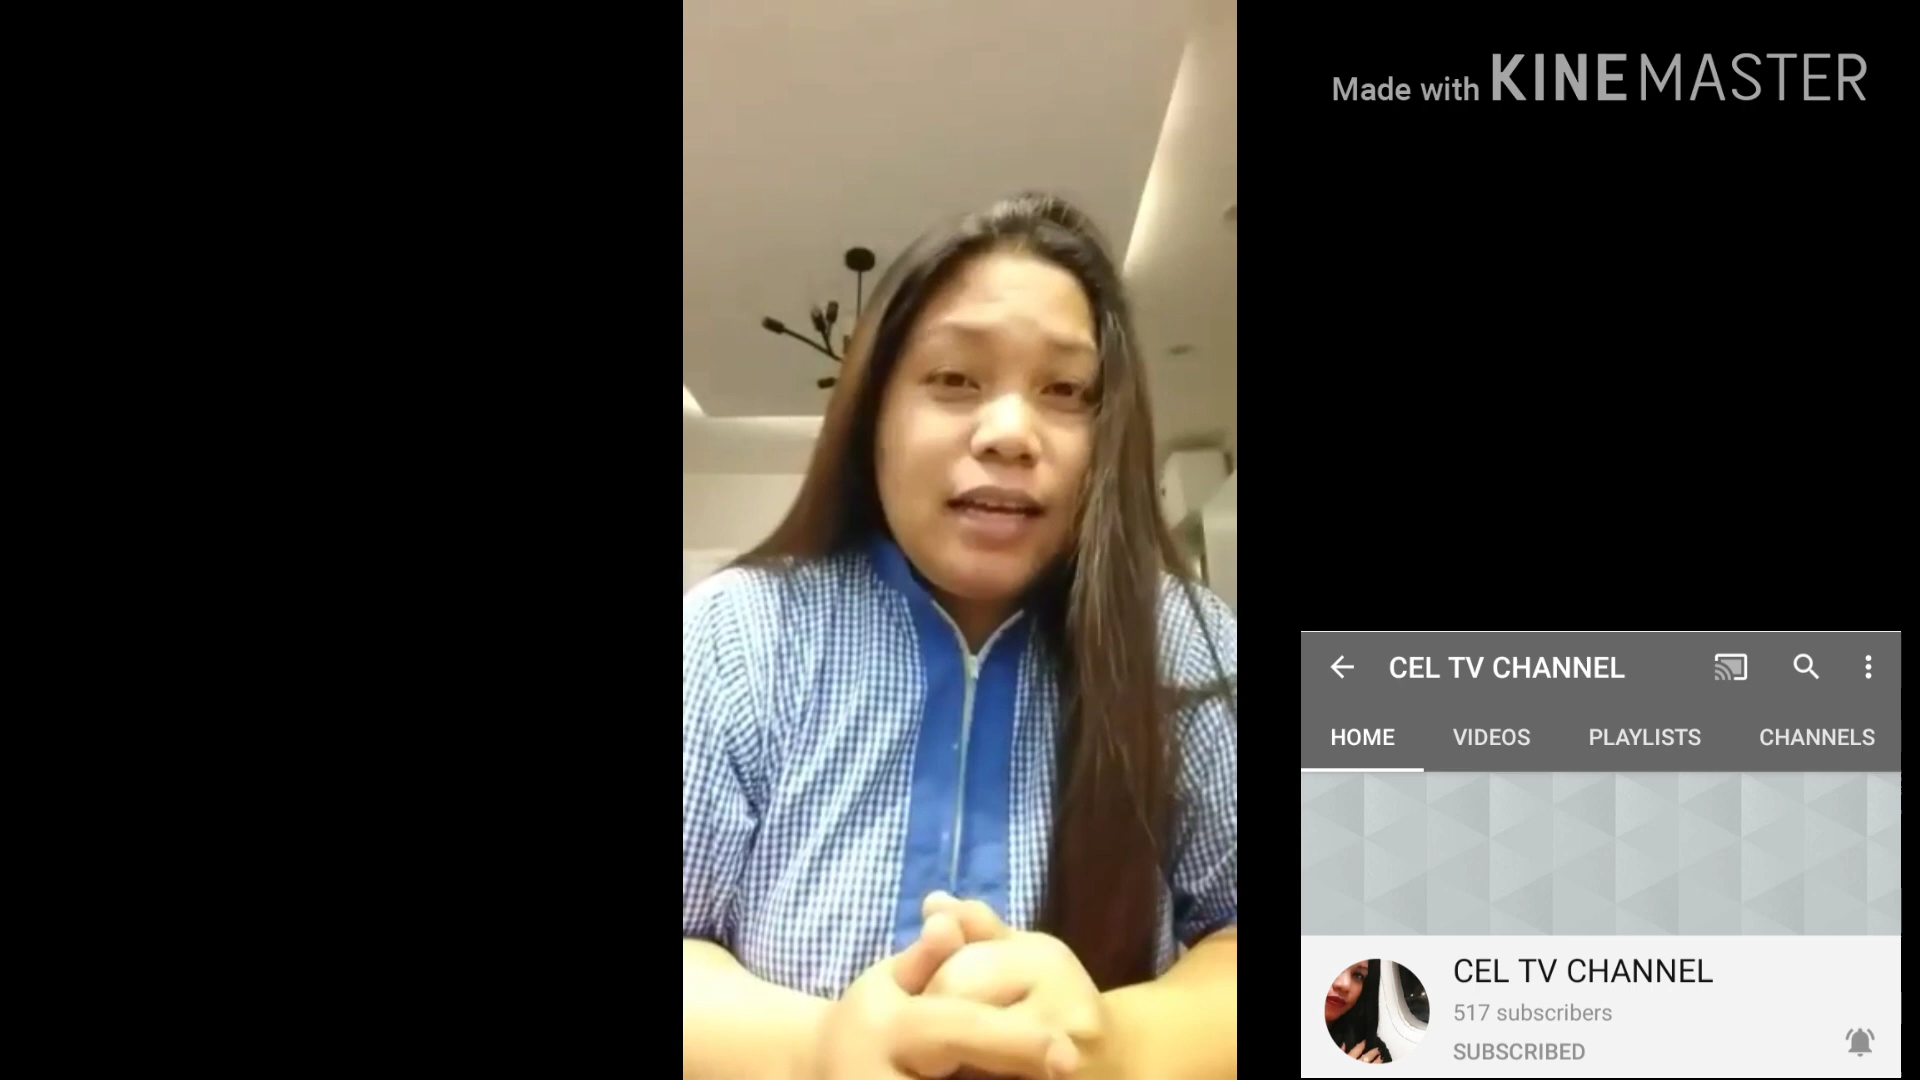 Made with KINEMASTER
CEL TV CHANNEL
HOME VIDEOS PLAYLISTS CHANNELS
CEL TV CHANNEL
517 subscribers
SUBSCRIBED